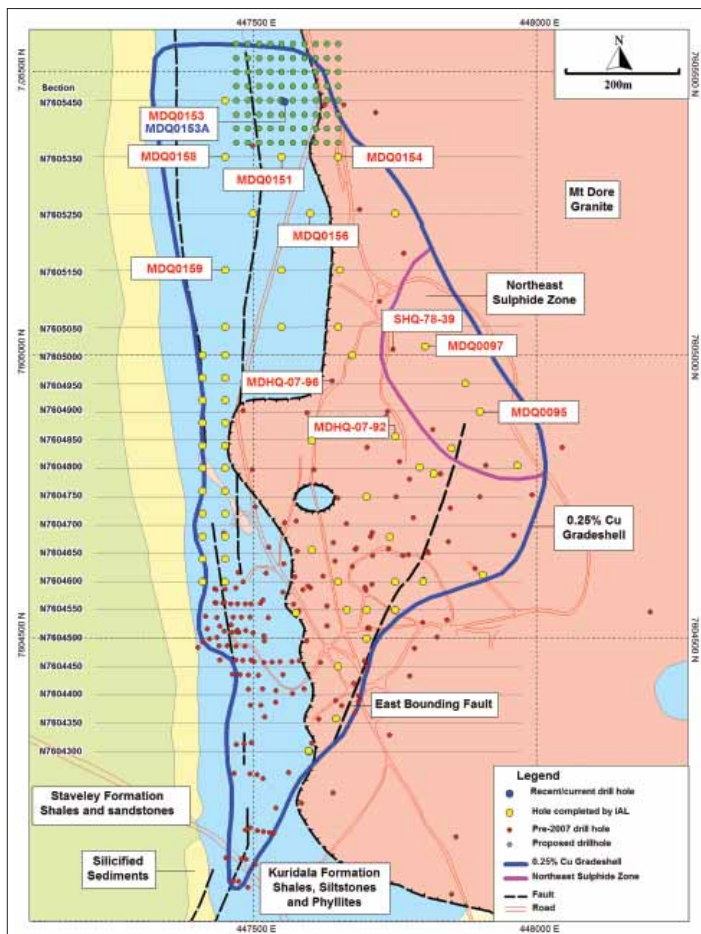 447500 448000
N
200m
7605500 N
7605500 N
Section
N7605450
MDQ0153
MDQ0153A
N7605350
MDQ0158
MDQ0151
MDQ0154
N7605250
MDQ0156
Mt Dore
Granite
N7605150
MDQ0159
Northeast
Sulphide Zone
N7605050
SHQ-78-39
MDQ0097
7605000 N
7605000 N
N7605000
N7604950
MDHQ-07-96
N7604900
MDQ0095
MDHQ-07-92
N7604850
N7604800
N7604750
0.25% Cu
Gradeshell
N7604700
N7604650
N7604600
N7604550
7604500 N
7604500 N
N7604500
N7604450
N7604400
East Bounding Fault
N7604350
N7604300
Staveley Formation
Shales and sandstones
Silicified
Sediments
Kuridala Formation
Shales, Siltstones
and Phyllites
Legend
Recent/current drill hole
Hole completed by IAL
Pre-2007 drill hole
Proposed drillhole
0.25% Cu Gradeshell
Northeast Sulphide Zone
Fault
Road
447500 448000